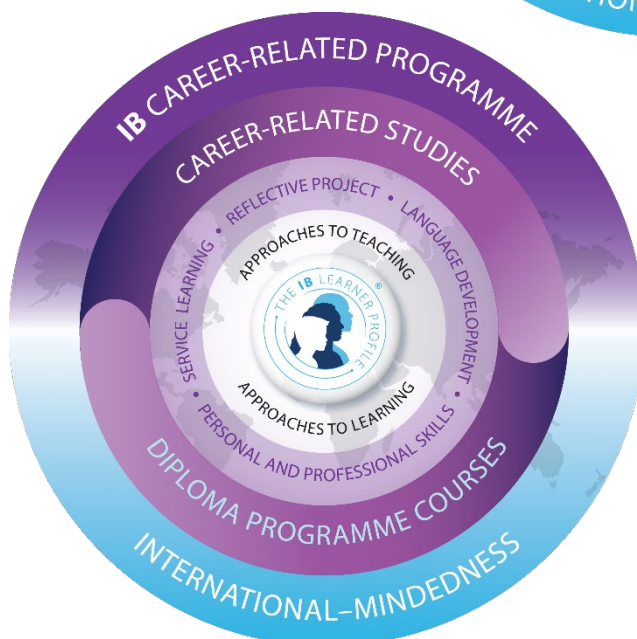 IB CAREER-RELATED PROGRAMME
CAREER-RELATED STUDIES
SERVICE LEARNING • REFLECTIVE PROJECT • LANGUAGE DEVELOPMENT • PERSONAL AND PROFESSIONAL SKILLS •
APPROACHES TO TEACHING
THE IB LEARNER PROFILE
®
APPROACHES TO LEARNING
DIPLOMA PROGRAMME COURSES
INTERNATIONAL–MINDEDNESS